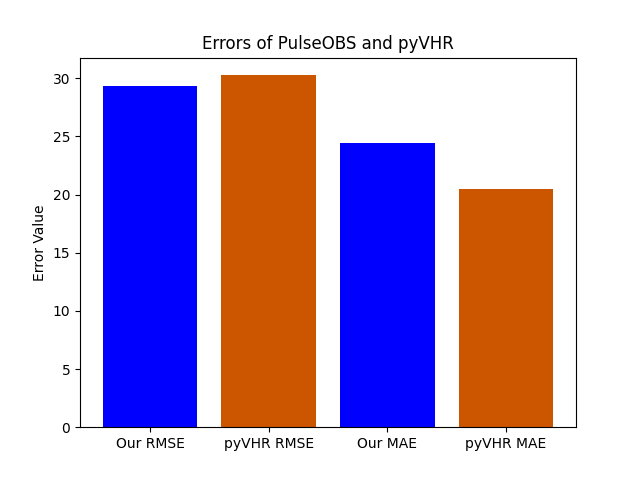 Errors of PulseOBS and pyVHR
Error Value
30
25
20
15
10
5
0
Our RMSE
pyVHR RMSE
Our MAE
pyVHR MAE